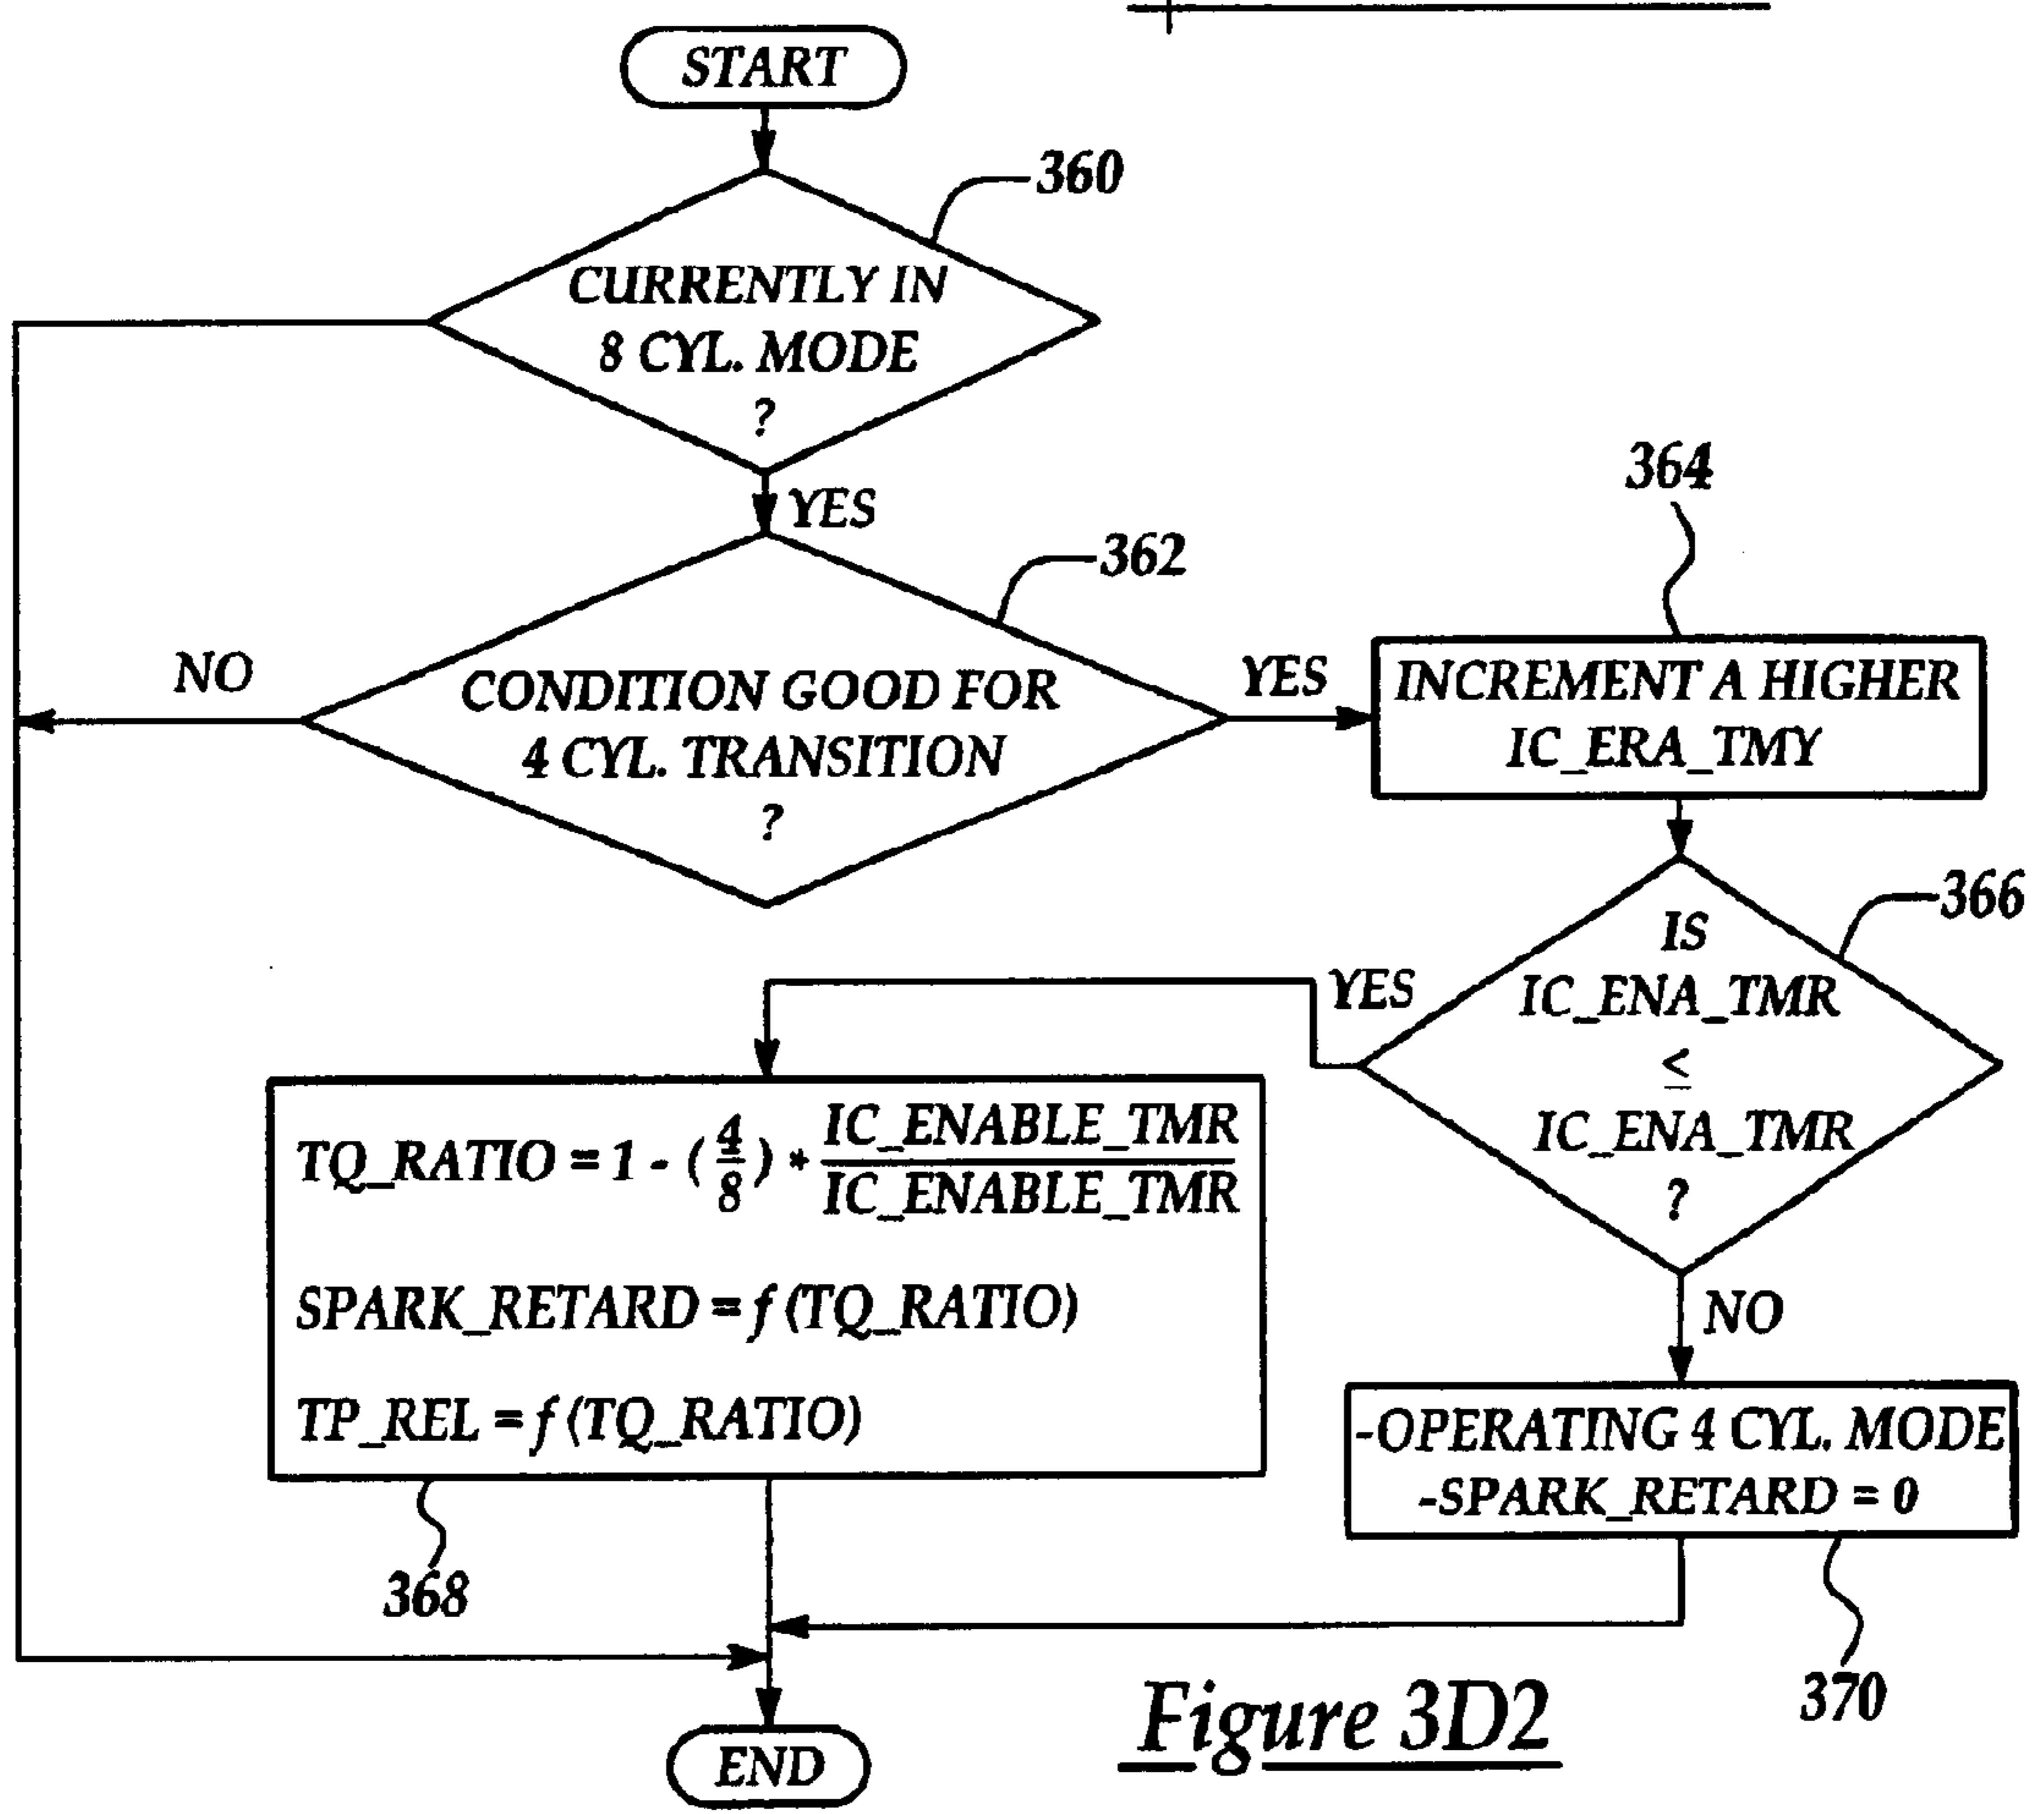 START
360
CURRENTLY IN
8 CYL. MODE
?
YES
362
364
NO
CONDITION GOOD FOR
4 CYL. TRANSITION
?
YES
INCREMENT A HIGHER
IC_ERA_TMY
366
IS
IC_ENA_TMR
≤
IC_ENA_TMR
?
YES
TQ_RATIO = 1 - (4/8) * IC_ENABLE_TMR/IC_ENABLE_TMR
SPARK_RETARD = f (TQ_RATIO)
TP_REL = f (TQ_RATIO)
NO
-OPERATING 4 CYL. MODE
-SPARK_RETARD = 0
368
370
END
Figure 3D2